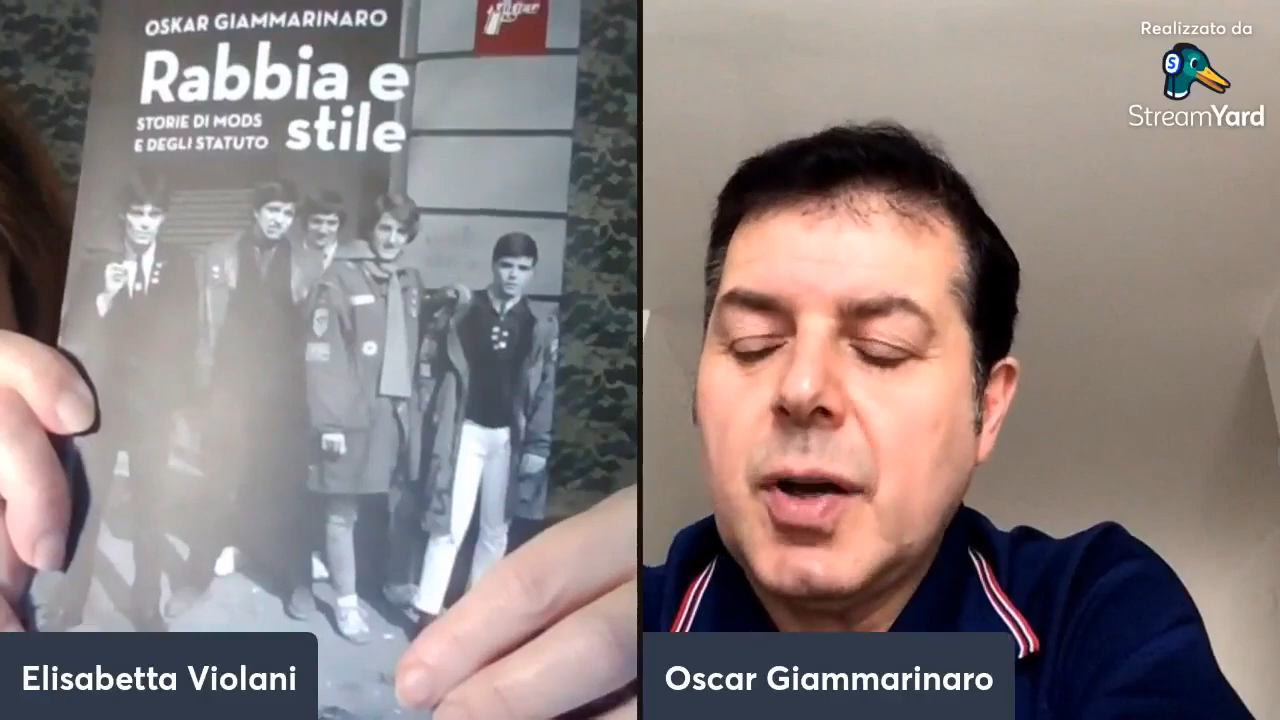 OSKAR GIAMMARINARO
Rabbia e
stile
STORIE DI MODS
E DEGLI STATUTO
Realizzato da
StreamYard
Elisabetta Violani
Oscar Giammarinaro